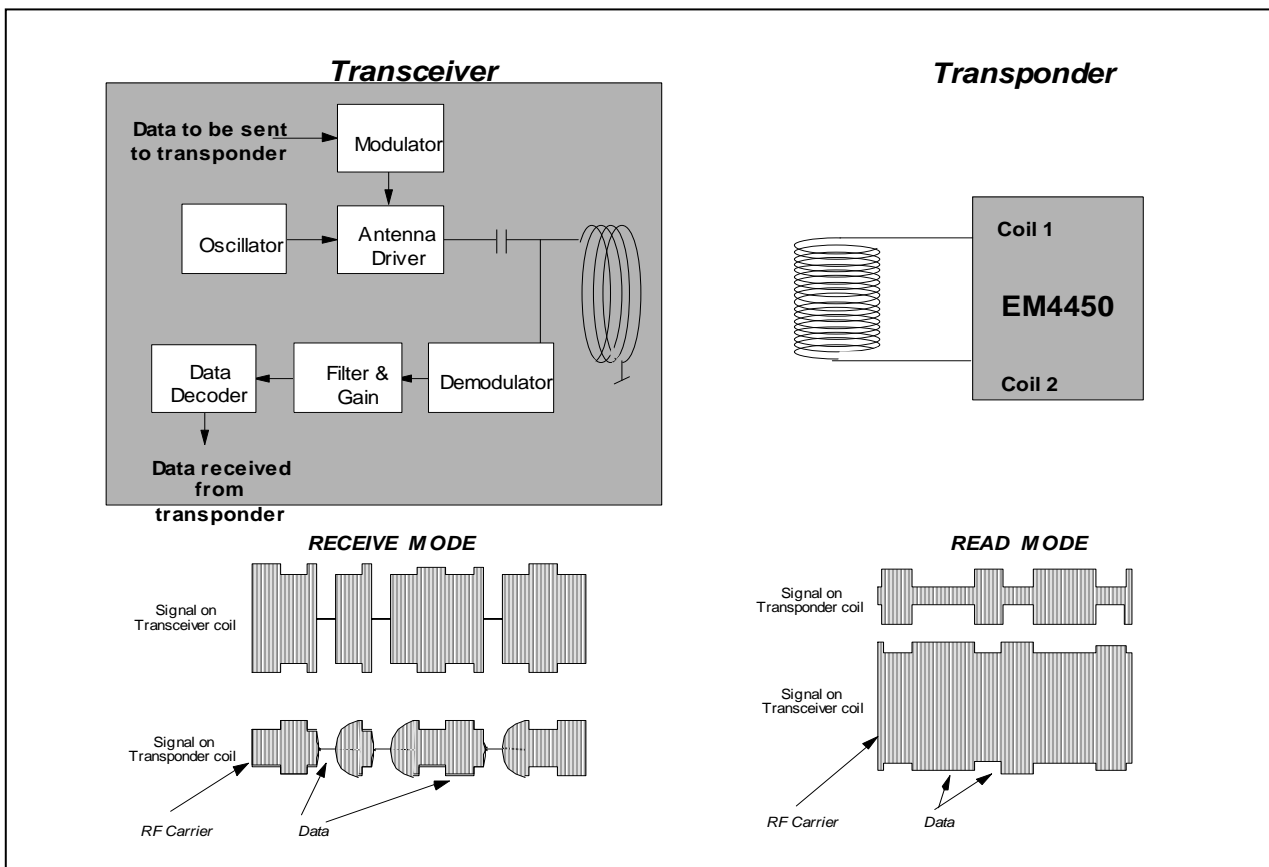 Transceiver
Transponder
Data to be sent
to transponder
Modulator
Oscillator
Antenna
Driver
Data
Decoder
Filter &
Gain
Demodulator
Data received
from
transponder
Coil 1
EM4450
Coil 2
RECEIVE MODE
Signal on
Transceiver coil
Signal on
Transponder coil
RF Carrier
Data
READ MODE
Signal on
Transponder coil
Signal on
Transceiver coil
RF Carrier
Data